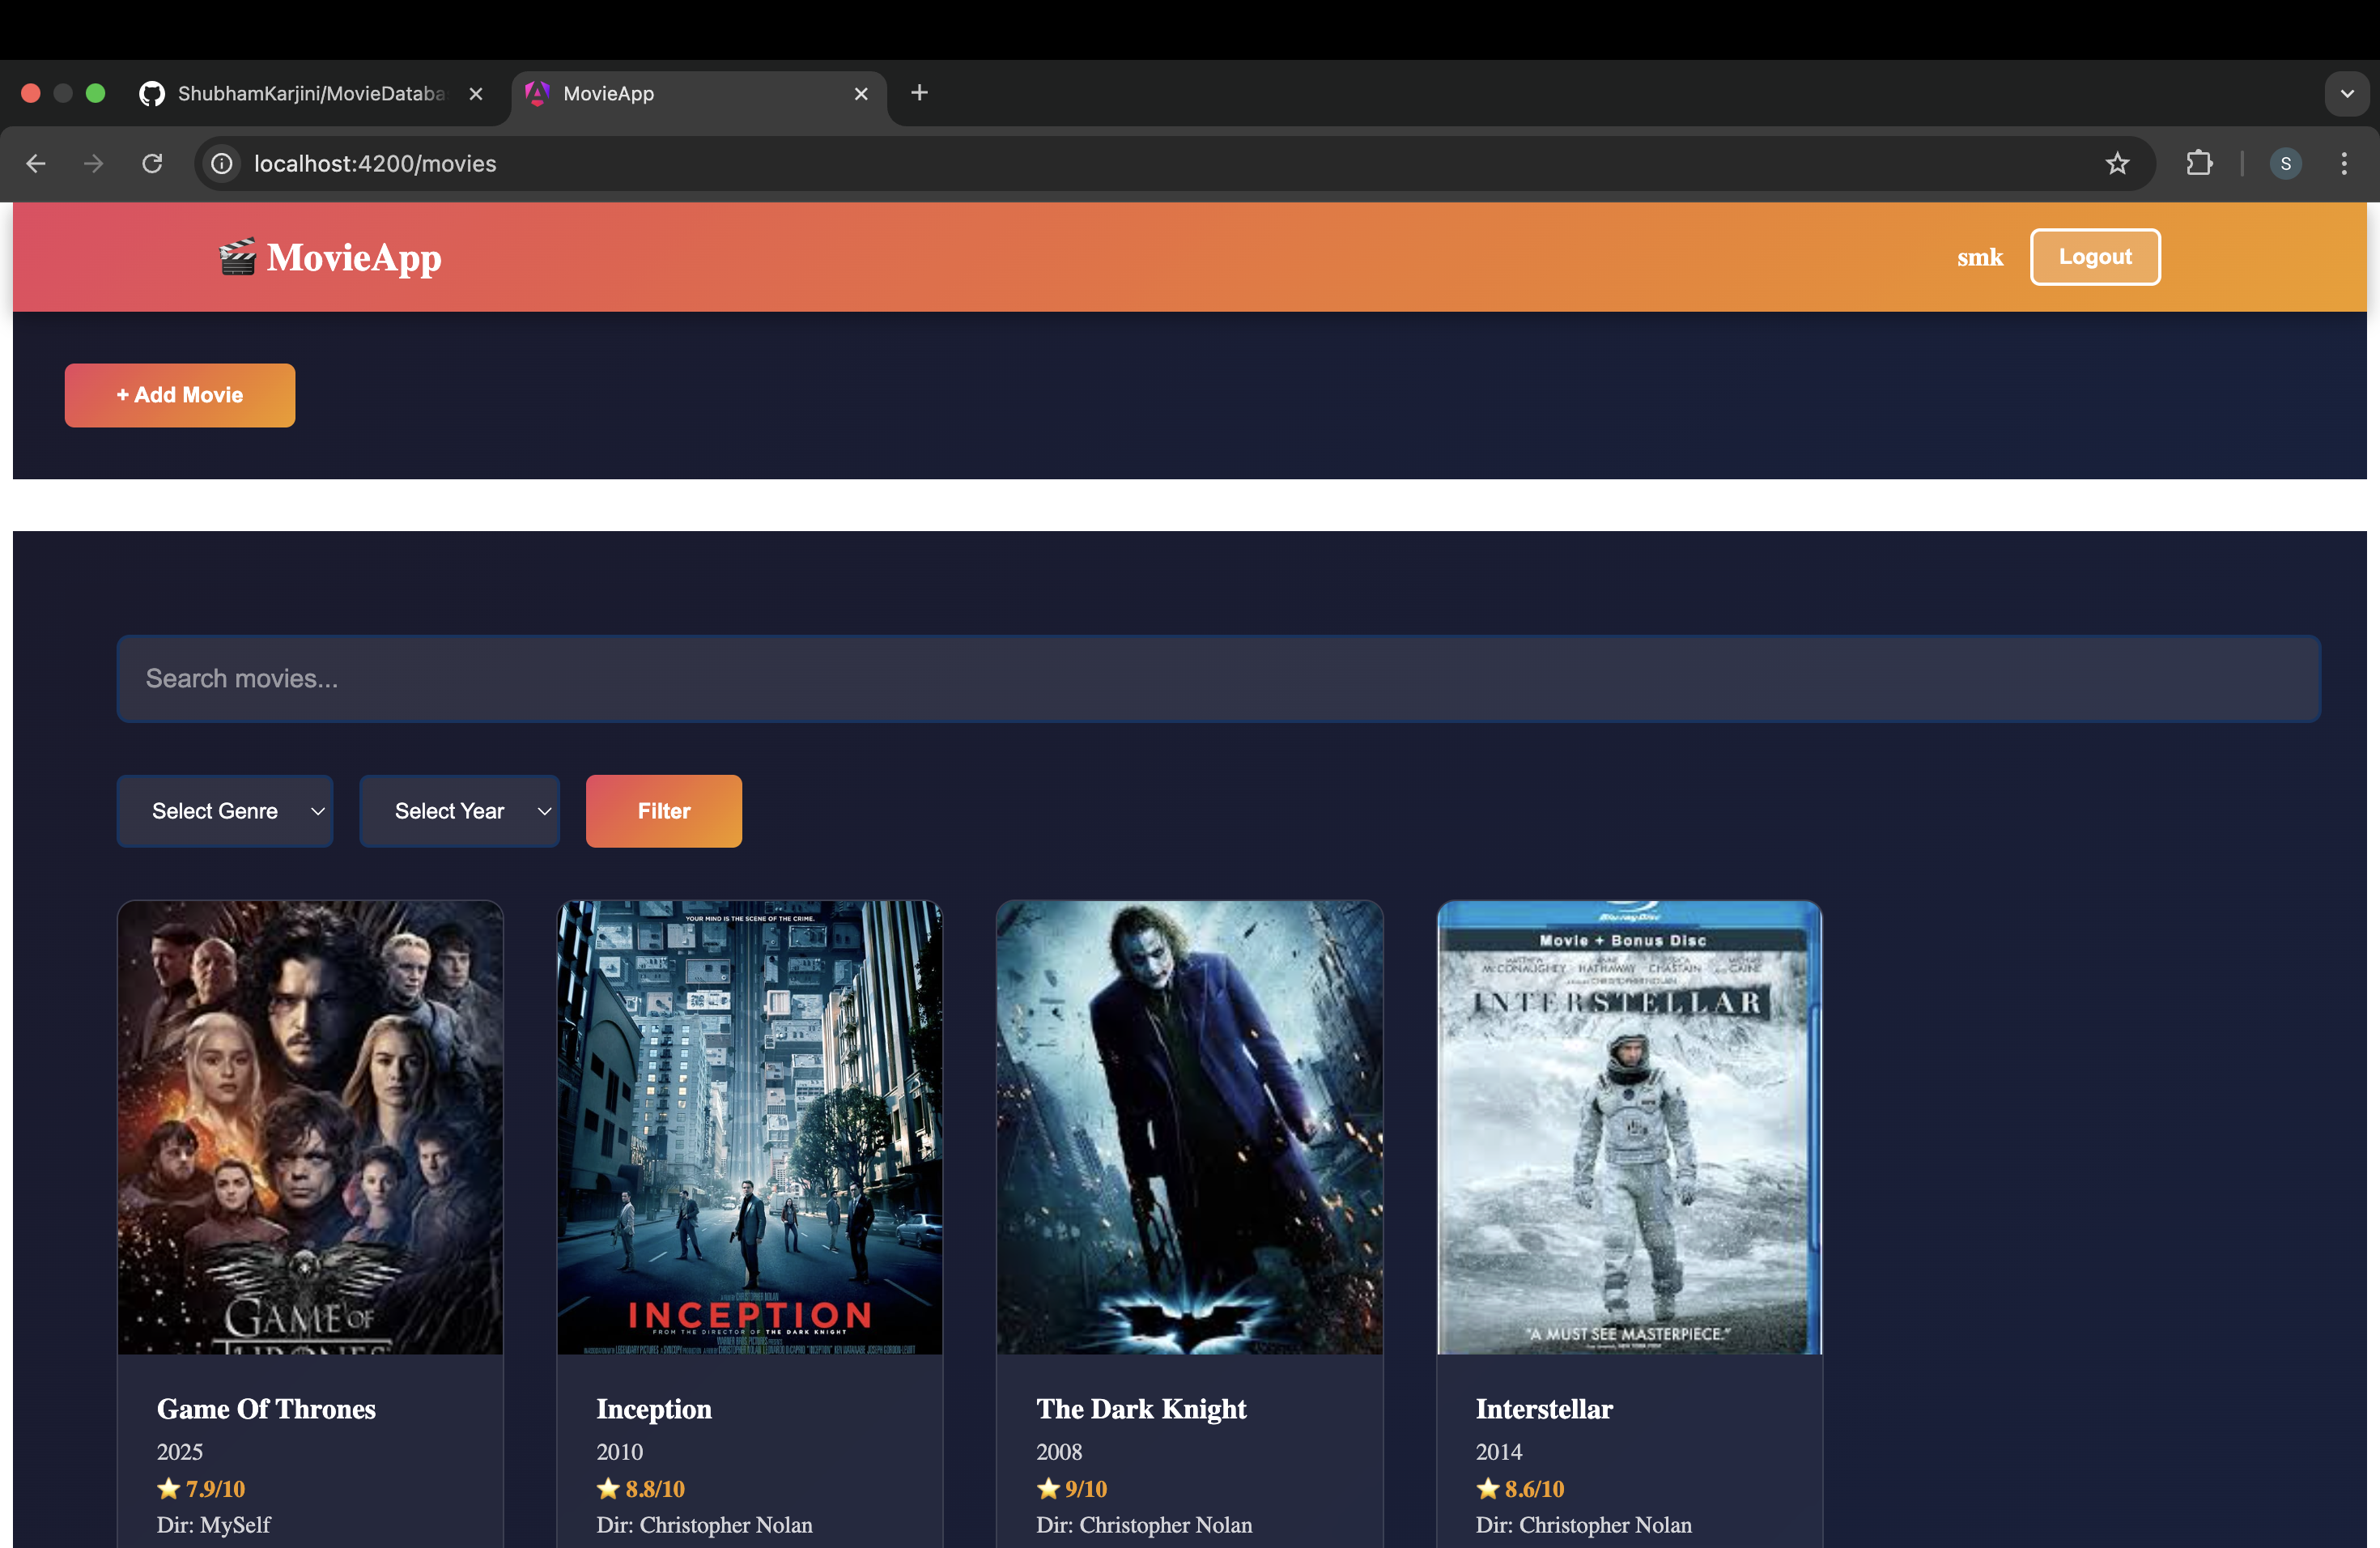 ShubhamKarjini/MovieDataba
MovieApp
localhost:4200/movies
S
MovieApp
smk
Logout
+ Add Movie
Search movies...
Select Genre
Select Year
Filter
GAME OF
THRONES
YOUR MIND IS THE SCENE OF THE CRIME.
INCEPTION
FROM THE DIRECTOR OF THE DARK KNIGHT
Blu-ray Disc
Movie + Bonus Disc
McCONAUGHEY HATHAWAY CHASTAIN CAINE
INTERSTELLAR
"A MUST SEE MASTERPIECE."
Game Of Thrones
2025
⭐ 7.9/10
Dir: MySelf
Inception
2010
⭐ 8.8/10
Dir: Christopher Nolan
The Dark Knight
2008
⭐ 9/10
Dir: Christopher Nolan
Interstellar
2014
⭐ 8.6/10
Dir: Christopher Nolan